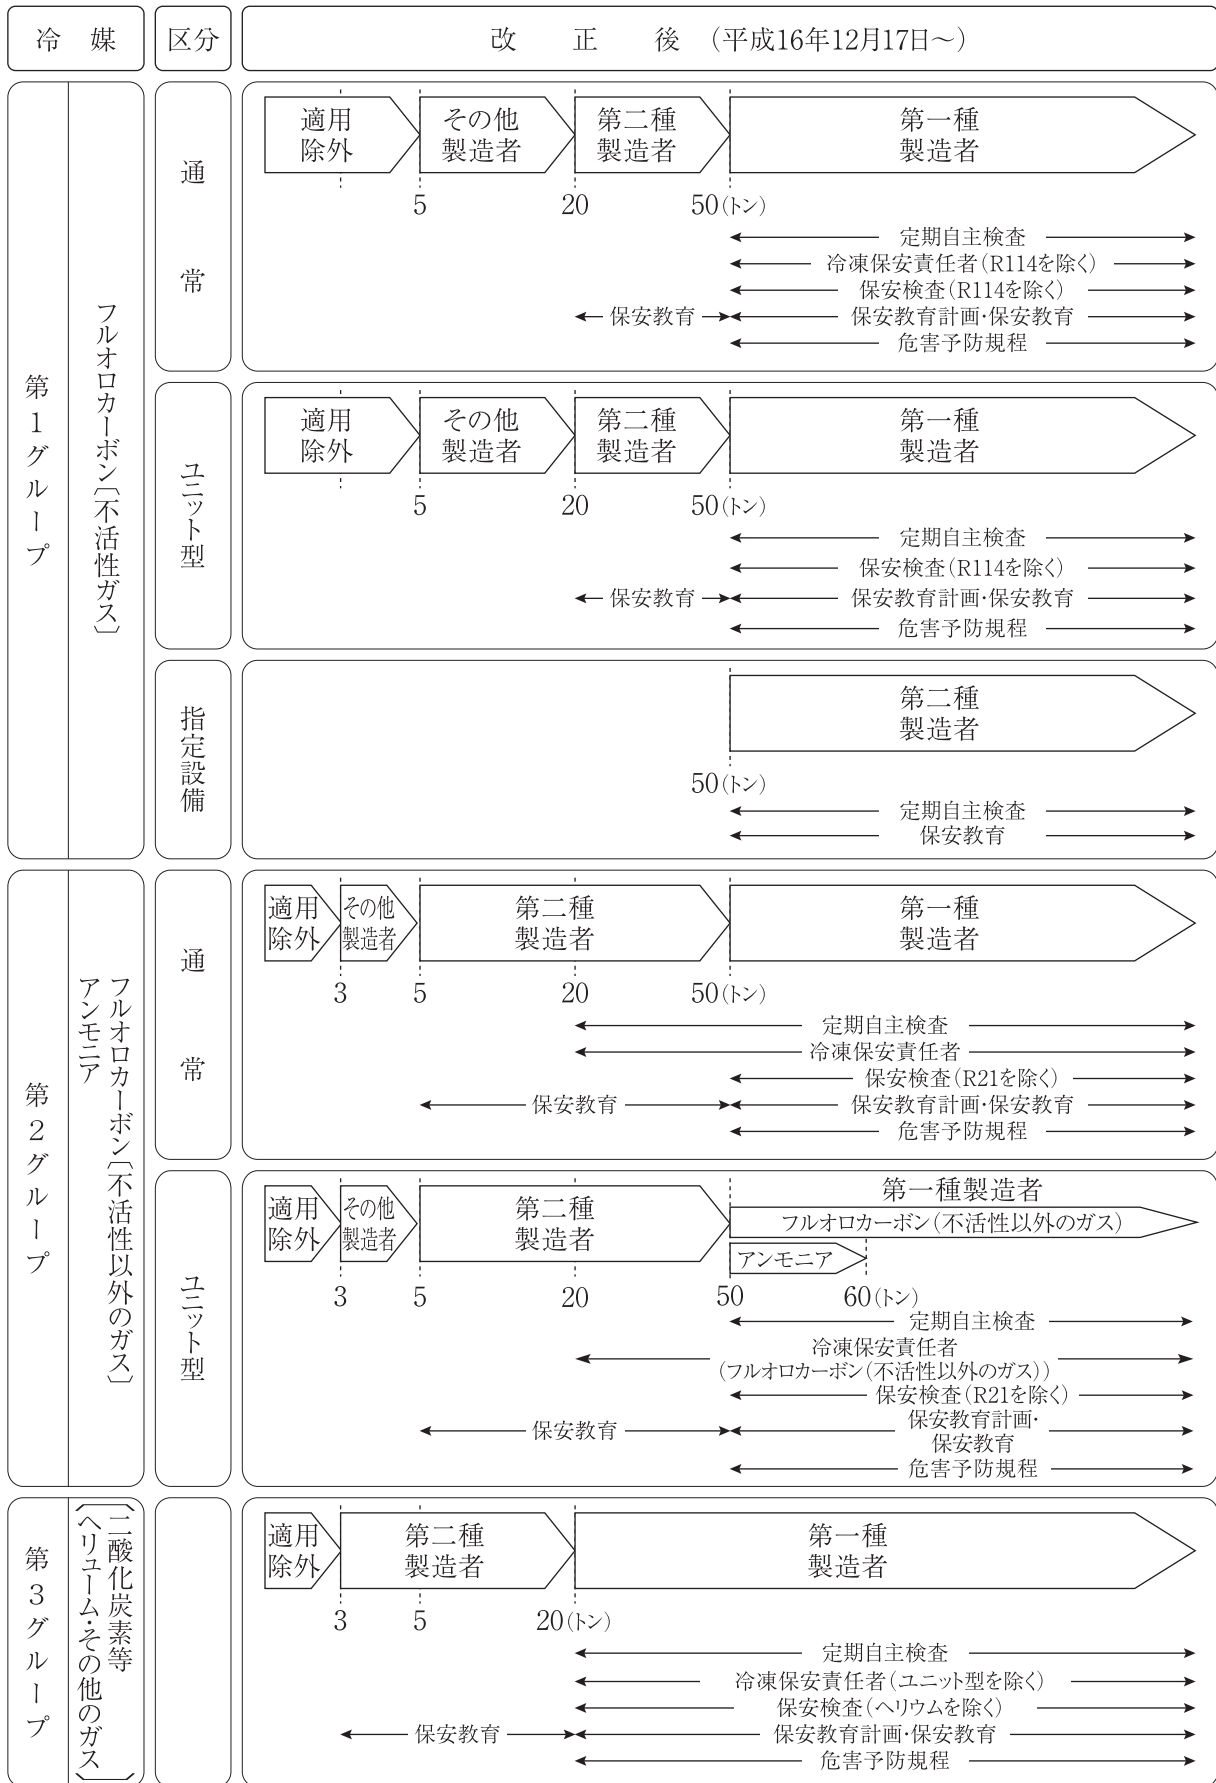 冷　媒
区分
改　正　後　(平成16年12月17日～)
第1グループ
フルオロカーボン〔不活性ガス〕
通常
適用
除外
その他
製造者
第二種
製造者
第一種
製造者
5
20
50(トン)
定期自主検査
冷凍保安責任者(R114を除く)
保安検査(R114を除く)
保安教育
保安教育計画・保安教育
危害予防規程
ユニット型
適用
除外
その他
製造者
第二種
製造者
第一種
製造者
5
20
50(トン)
定期自主検査
保安検査(R114を除く)
保安教育
保安教育計画・保安教育
危害予防規程
指定設備
第二種
製造者
50(トン)
定期自主検査
保安教育
第2グループ
フルオロカーボン〔不活性以外のガス〕
アンモニア
通常
適用
除外
その他
製造者
第二種
製造者
第一種
製造者
3
5
20
50(トン)
定期自主検査
冷凍保安責任者
保安検査(R21を除く)
保安教育
保安教育計画・保安教育
危害予防規程
ユニット型
適用
除外
その他
製造者
第二種
製造者
第一種製造者
フルオロカーボン(不活性以外のガス)
アンモニア
3
5
20
50
60(トン)
定期自主検査
冷凍保安責任者
(フルオロカーボン(不活性以外のガス))
保安検査(R21を除く)
保安教育
保安教育計画・
保安教育
危害予防規程
第3グループ
〔二酸化炭素等
ヘリューム・その他のガス〕
適用
除外
第二種
製造者
第一種
製造者
3
5
20(トン)
定期自主検査
冷凍保安責任者(ユニット型を除く)
保安検査(ヘリウムを除く)
保安教育
保安教育計画・保安教育
危害予防規程